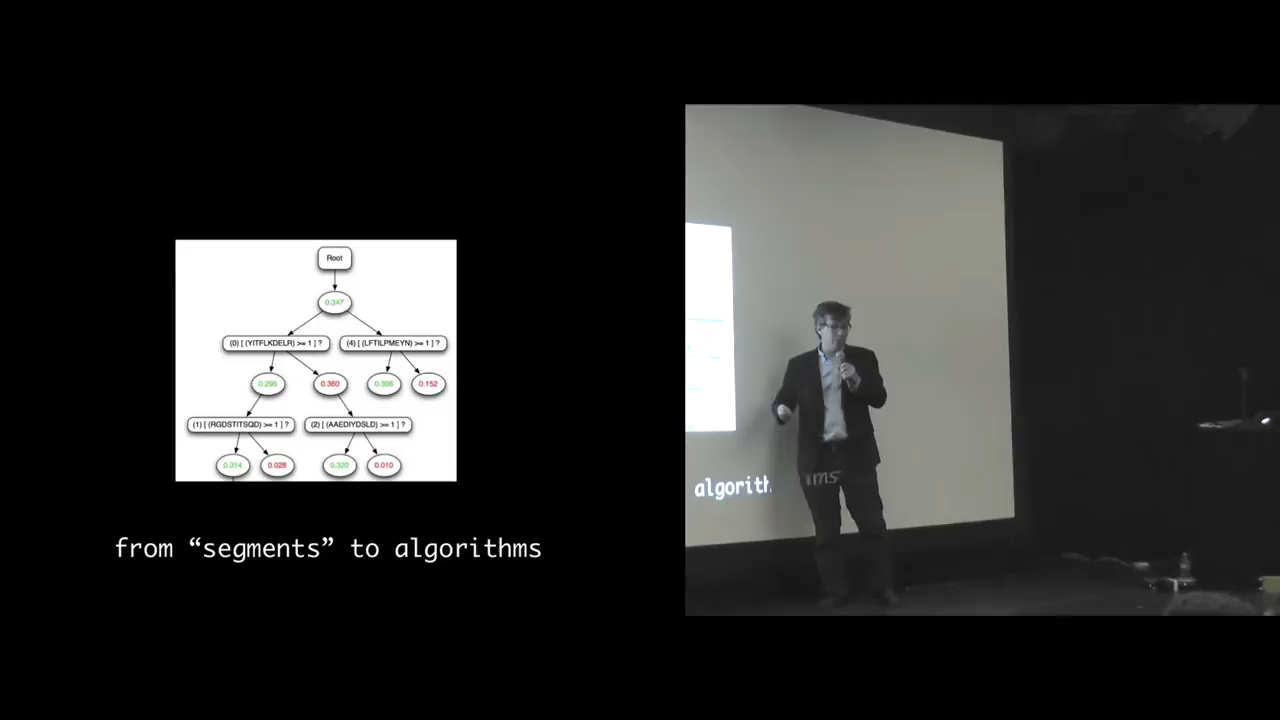 Root
0.347
(0) [ (YITFLKDELR) >= 1 ] ?
(4) [ (LFTILPMEYN) >= 1 ] ?
0.295
0.360
0.306
0.152
(1) [ (RGDSTITSQD) >= 1 ] ?
(2) [ (AAEDIYDSLD) >= 1 ] ?
0.314
0.028
0.320
0.010
from “segments” to algorithms
algorith ms